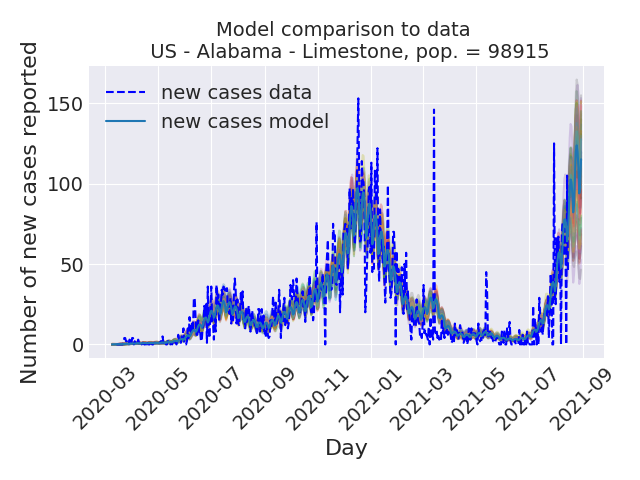 Model comparison to data
US - Alabama - Limestone, pop. = 98915
Number of new cases reported
150
100
50
0
new cases data
new cases model
2020-03
2020-05
2020-07
2020-09
2020-11
2021-01
2021-03
2021-05
2021-07
2021-09
Day